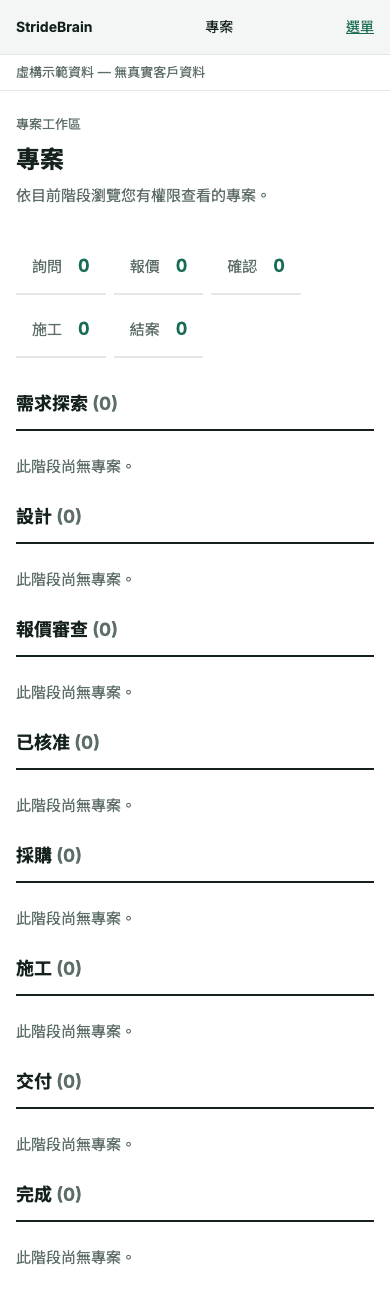 StrideBrain 專案 選單
虛構示範資料 — 無真實客戶資料
專案工作區
專案
依目前階段瀏覽您有權限查看的專案。
詢問 0 報價 0 確認 0
施工 0 結案 0
需求探索 (0)
此階段尚無專案。
設計 (0)
此階段尚無專案。
報價審查 (0)
此階段尚無專案。
已核准 (0)
此階段尚無專案。
採購 (0)
此階段尚無專案。
施工 (0)
此階段尚無專案。
交付 (0)
此階段尚無專案。
完成 (0)
此階段尚無專案。